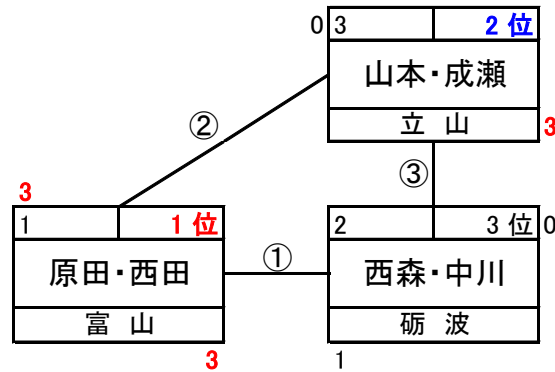 0 3 2位
山本・成瀬
立 山 3
②
③
3
1 1位
原田・西田
富 山
3
①
2 3位 0
西森・中川
砺 波
1